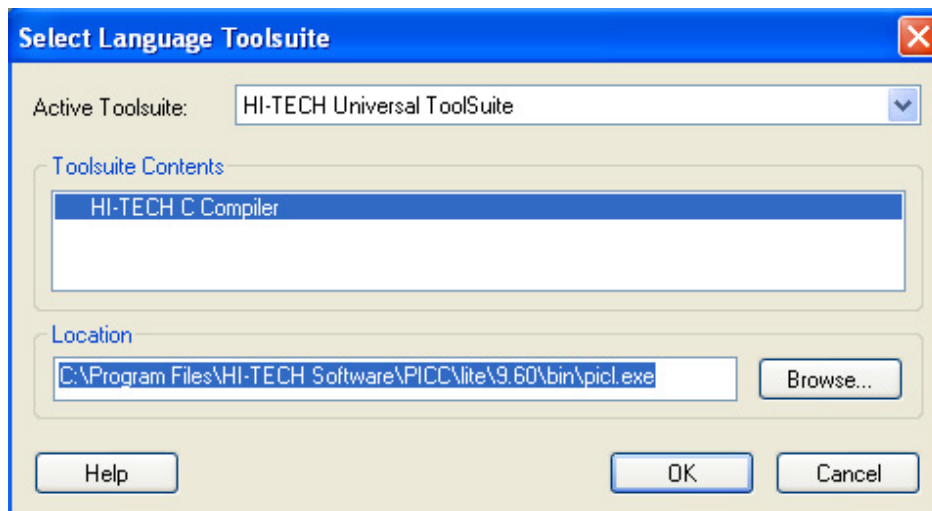 Select Language Toolsuite
Active Toolsuite: HI-TECH Universal ToolSuite
Toolsuite Contents
HI-TECH C Compiler
Location
C:\Program Files\HI-TECH Software\PICC\lite\9.60\bin\picl.exe Browse...
Help OK Cancel